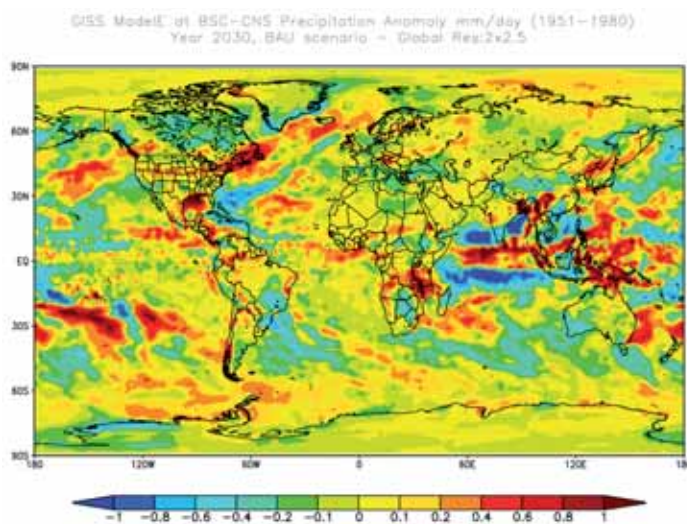 GISS ModelE at BSC-CNS Precipitation Anomaly mm/day (1951-1980)
Year 2030, BAU scenario - Global Res:2x2.5
90N
60N
30N
EQ
30S
60S
90S
180 120W 60W 0 60E 120E 180
-1 -0.8 -0.6 -0.4 -0.2 -0.1 0 0.1 0.2 0.4 0.6 0.8 1